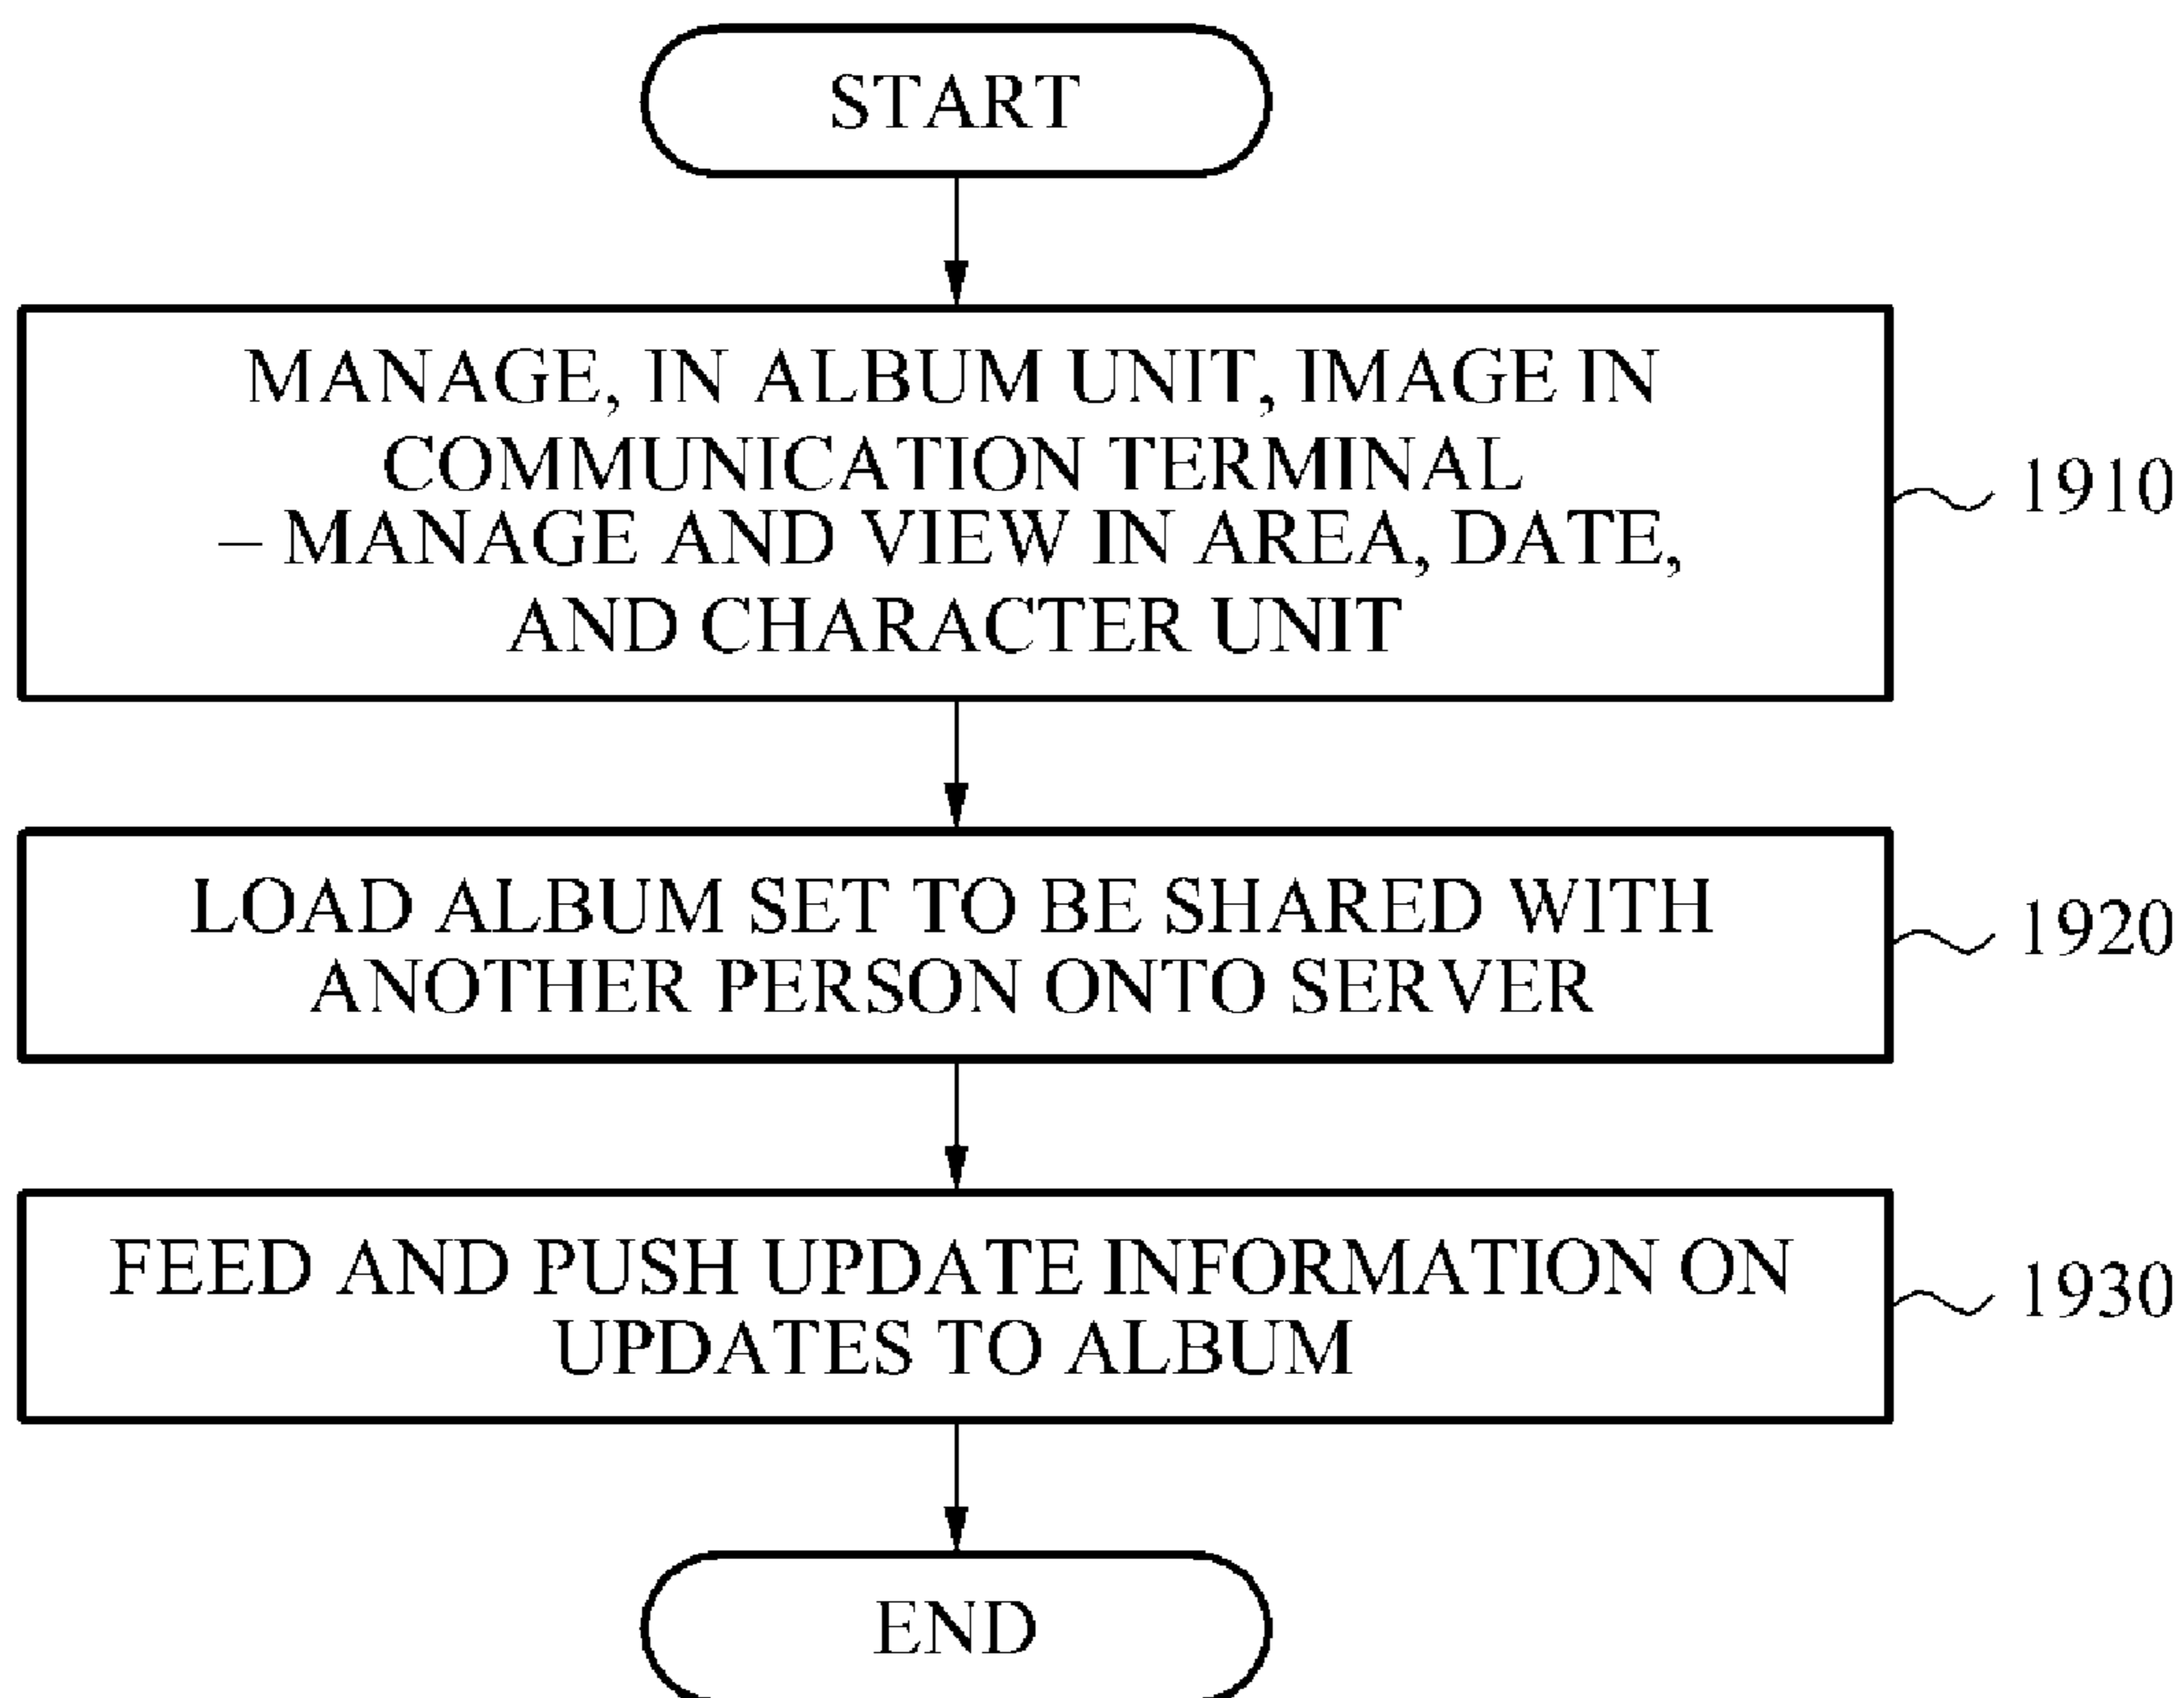 START
MANAGE, IN ALBUM UNIT, IMAGE IN
COMMUNICATION TERMINAL
– MANAGE AND VIEW IN AREA, DATE,
AND CHARACTER UNIT
1910
LOAD ALBUM SET TO BE SHARED WITH
ANOTHER PERSON ONTO SERVER
1920
FEED AND PUSH UPDATE INFORMATION ON
UPDATES TO ALBUM
1930
END